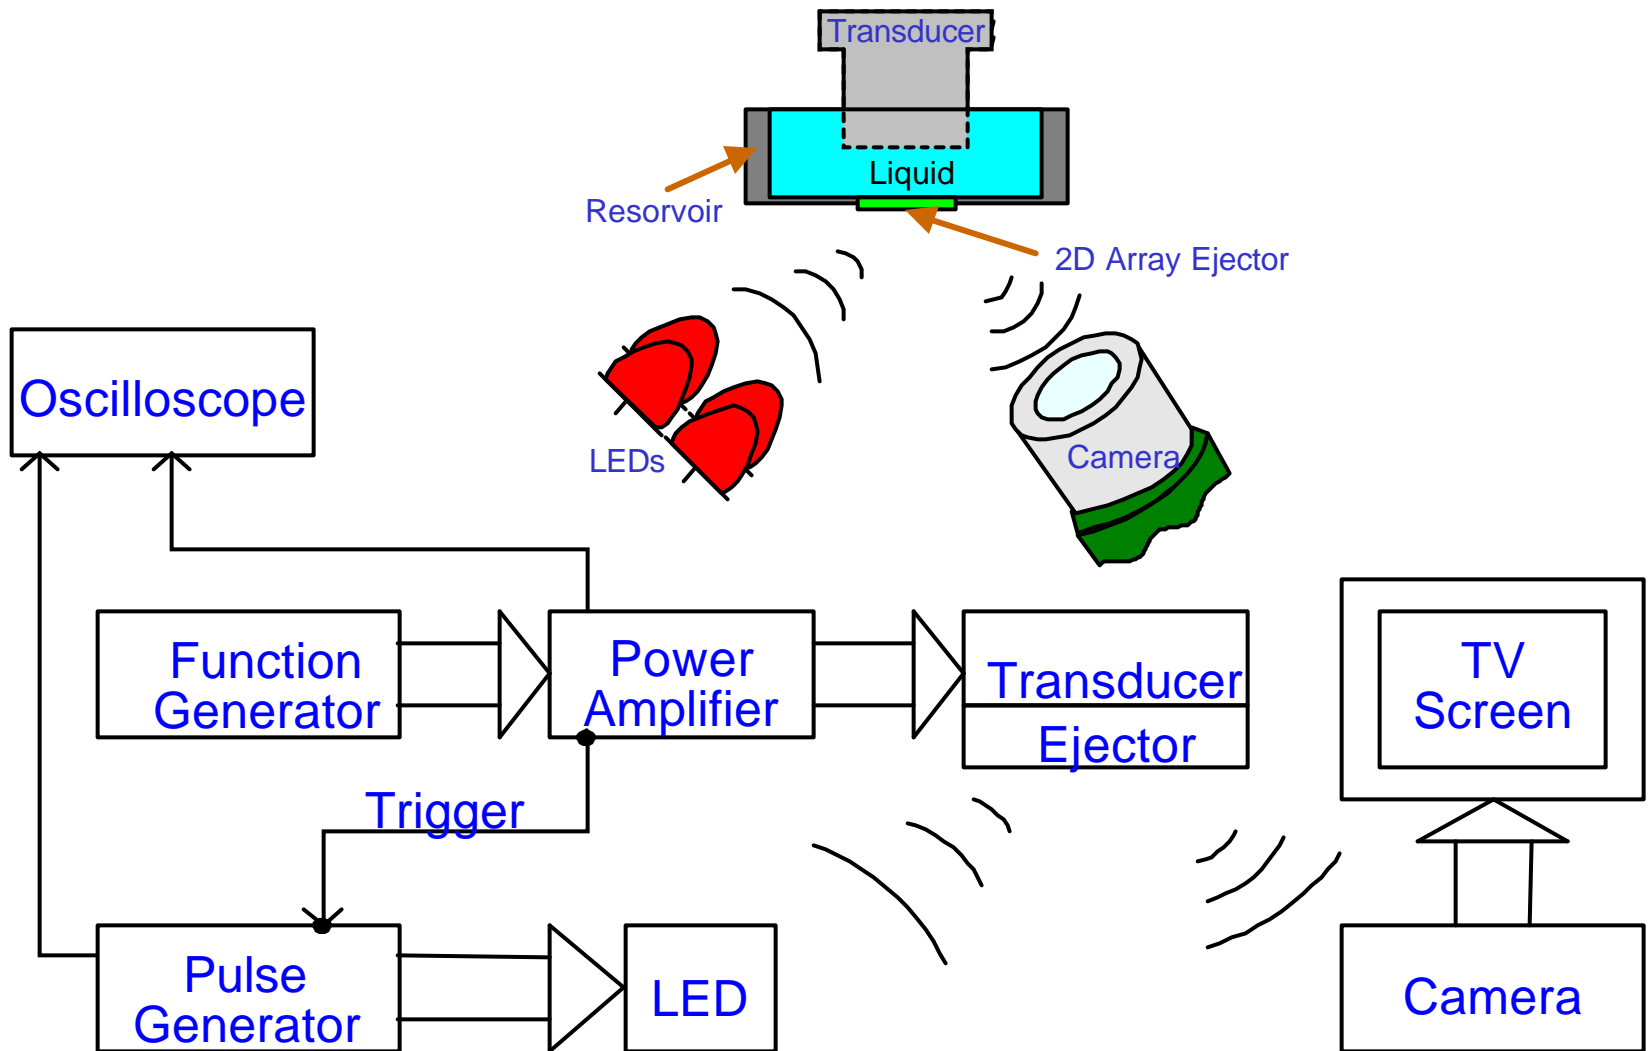 Transducer
Liquid
Resorvoir
2D Array Ejector
Oscilloscope
LEDs
Camera
Function
Generator
Power
Amplifier
Transducer
Ejector
TV
Screen
Trigger
Pulse
Generator
LED
Camera